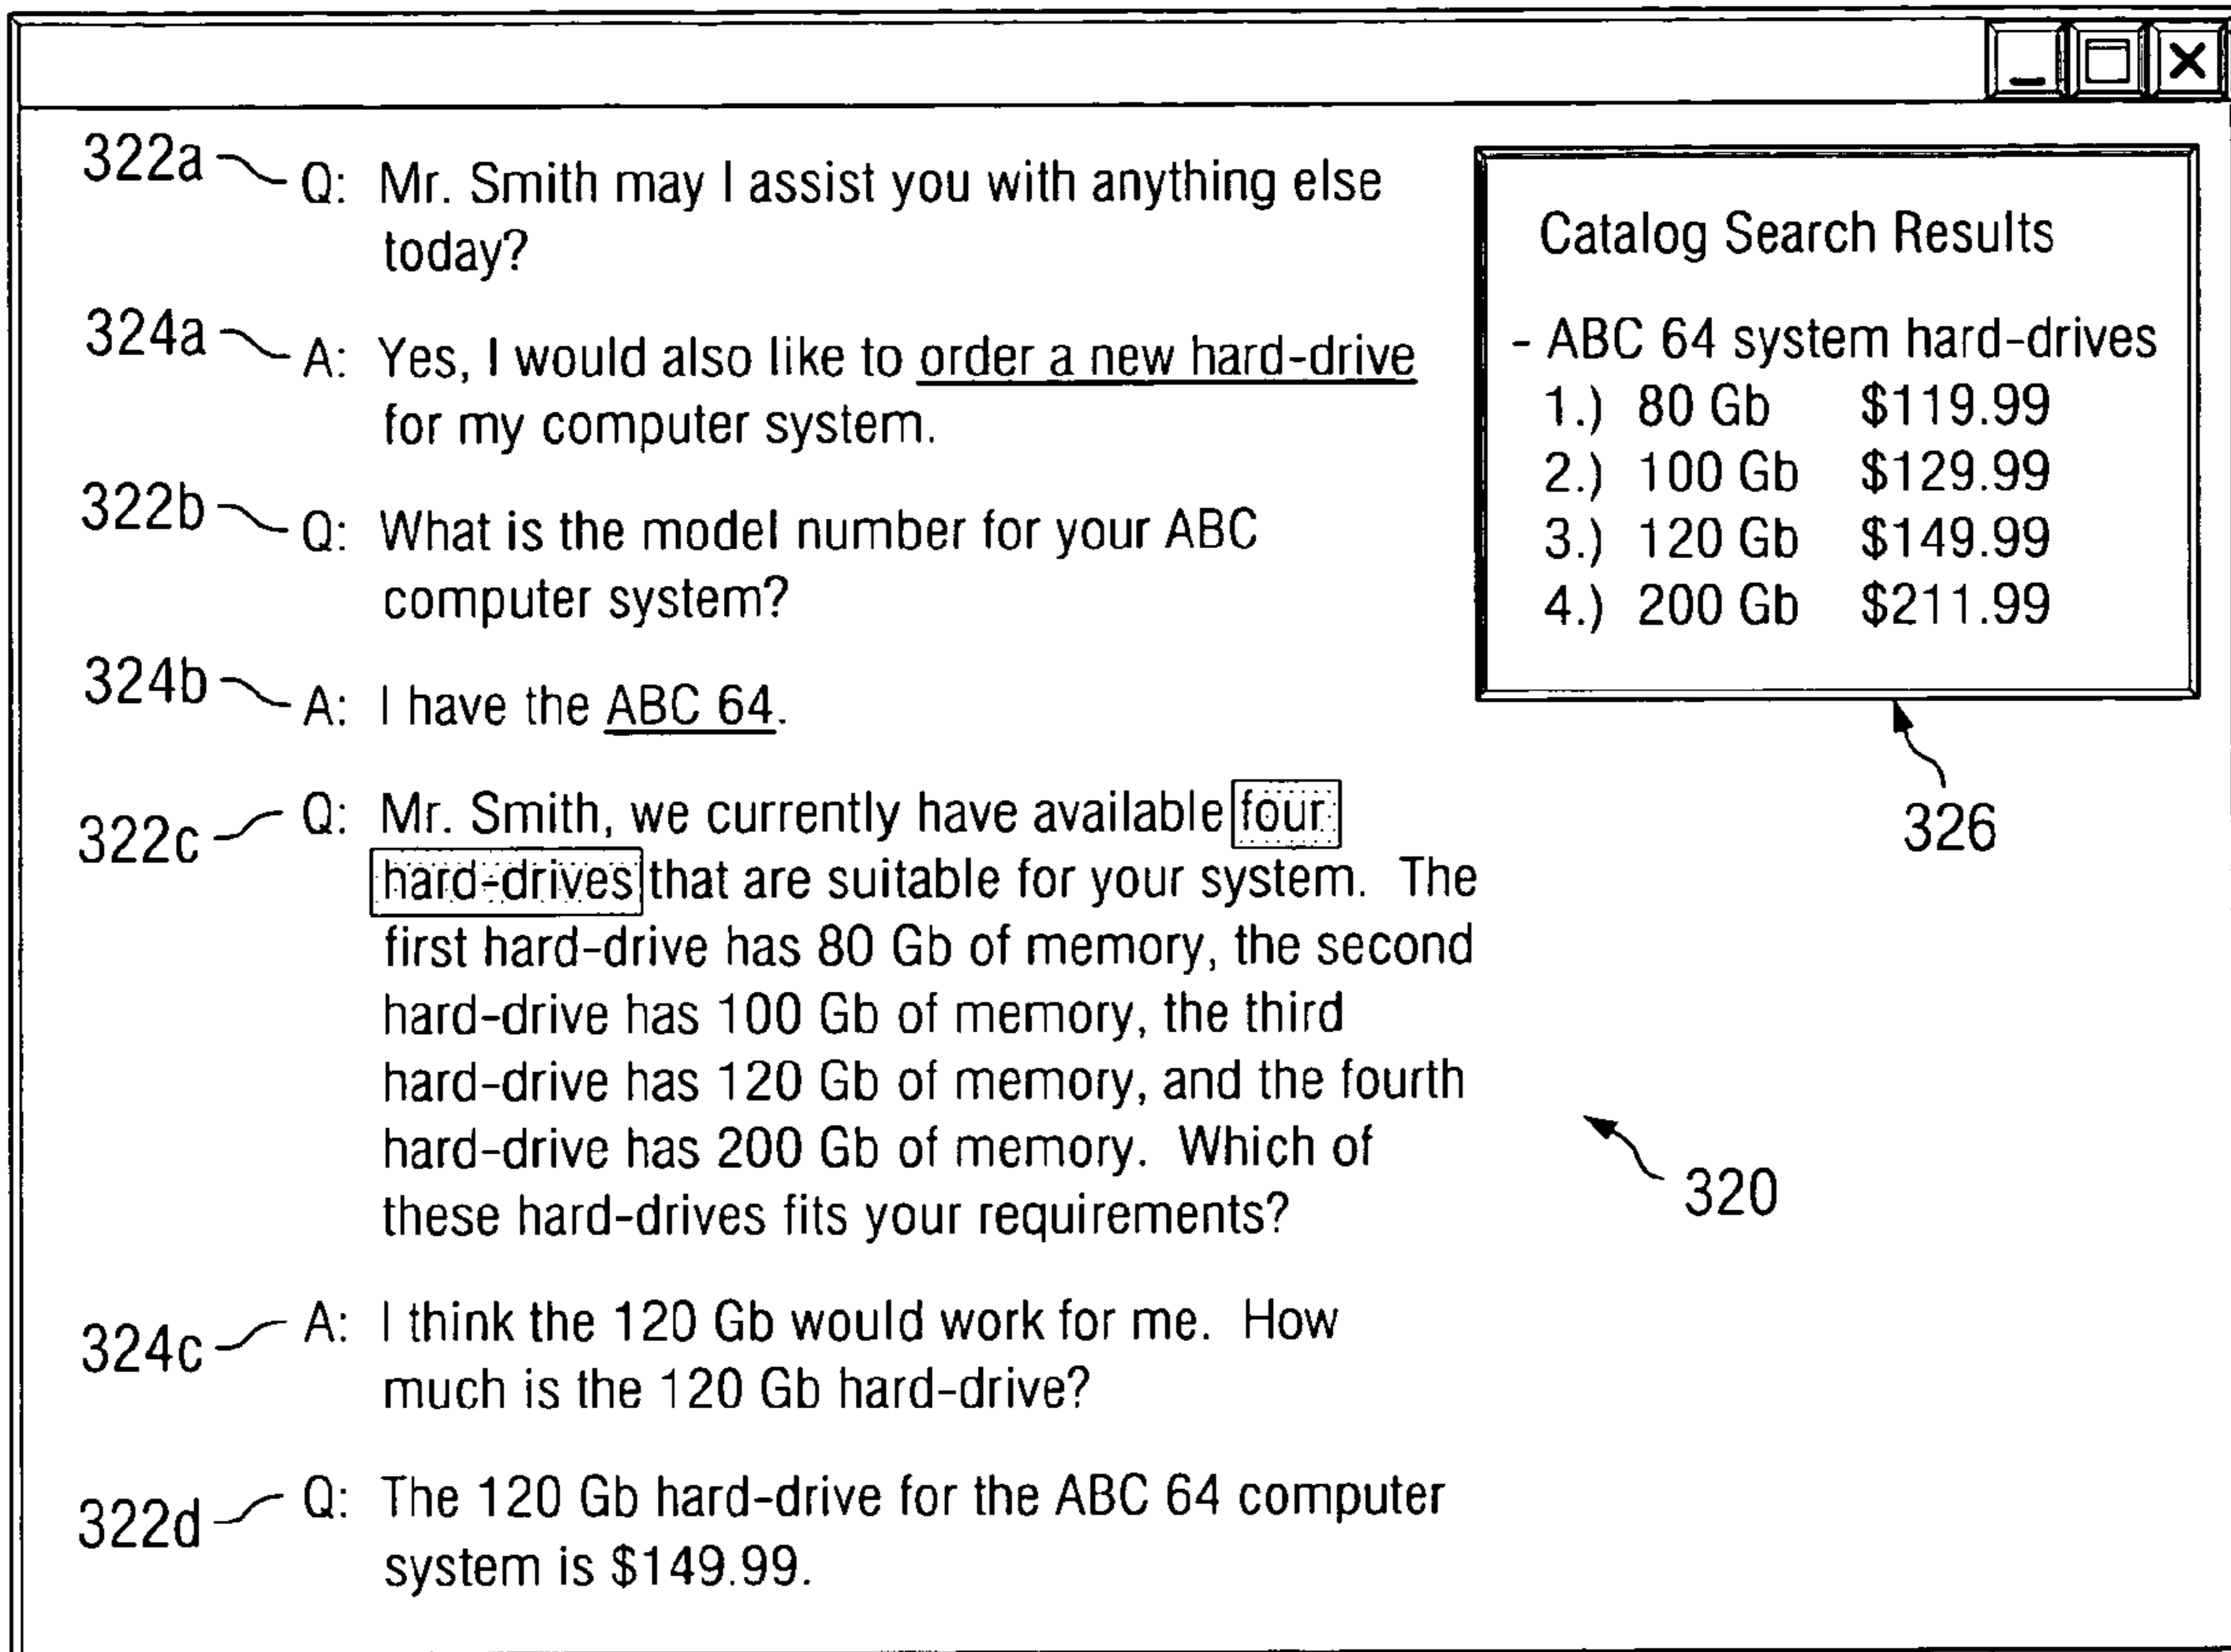 322a Q: Mr. Smith may I assist you with anything else
today?
324a A: Yes, I would also like to order a new hard-drive
for my computer system.
322b Q: What is the model number for your ABC
computer system?
324b A: I have the ABC 64.
322c Q: Mr. Smith, we currently have available four
hard-drives that are suitable for your system. The
first hard-drive has 80 Gb of memory, the second
hard-drive has 100 Gb of memory, the third
hard-drive has 120 Gb of memory, and the fourth
hard-drive has 200 Gb of memory. Which of
these hard-drives fits your requirements?
324c A: I think the 120 Gb would work for me. How
much is the 120 Gb hard-drive?
322d Q: The 120 Gb hard-drive for the ABC 64 computer
system is $149.99.
Catalog Search Results
- ABC 64 system hard-drives
1.) 80 Gb $119.99
2.) 100 Gb $129.99
3.) 120 Gb $149.99
4.) 200 Gb $211.99
326
320